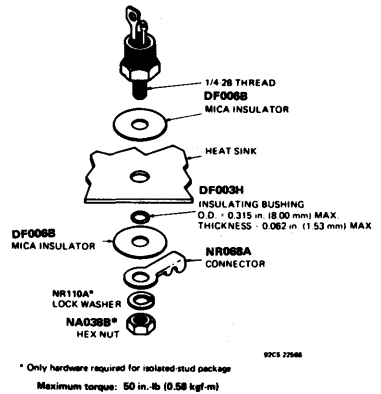 1/4-28 THREAD
DF006B
MICA INSULATOR
HEAT SINK
DF003H
INSULATING BUSHING
O.D. = 0.315 in. (8.00 mm) MAX.
THICKNESS - 0.062 in. (1.53 mm) MAX.
DF006B
MICA INSULATOR
NR068A
CONNECTOR
NR110A*
LOCK WASHER
NA038B*
HEX NUT
92CS 22566
* Only hardware required for isolated-stud package
Maximum torque: 50 in.-lb (0.58 kgf-m)